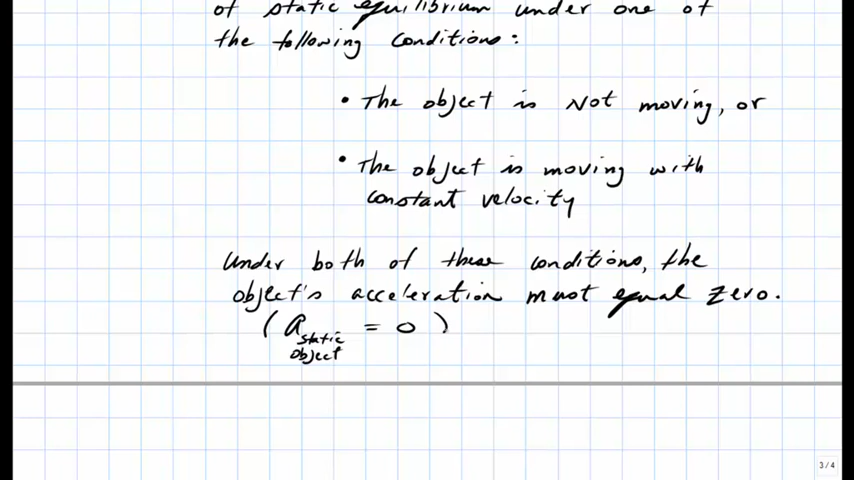 of static equilibrium under one of
the following conditions:
• The object is Not moving, or
• The object is moving with
constant velocity
Under both of these conditions, the
object's acceleration must equal zero.
(a static object = 0)
3/4